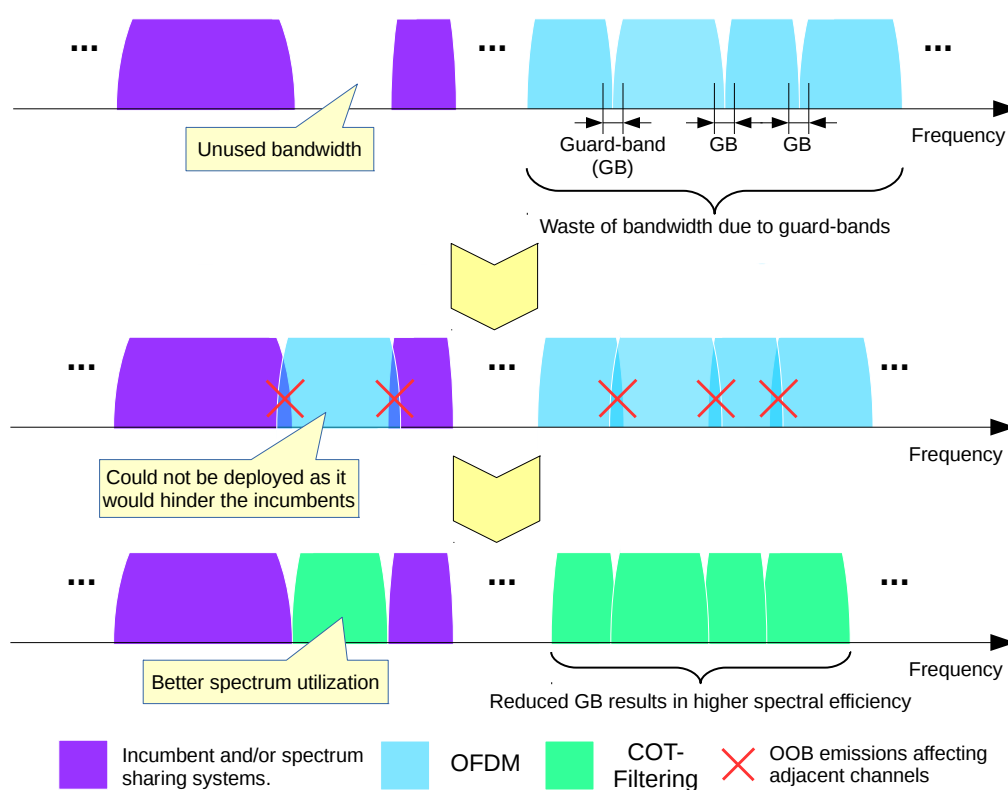 ... ... ...
Unused bandwidth
Guard-band
(GB)
GB
GB
Frequency
Waste of bandwidth due to guard-bands
... ... ...
Frequency
Could not be deployed as it
would hinder the incumbents
... ... ...
Better spectrum utilization
Frequency
Reduced GB results in higher spectral efficiency
Incumbent and/or spectrum
sharing systems.
OFDM
COT-
Filtering
OOB emissions affecting
adjacent channels